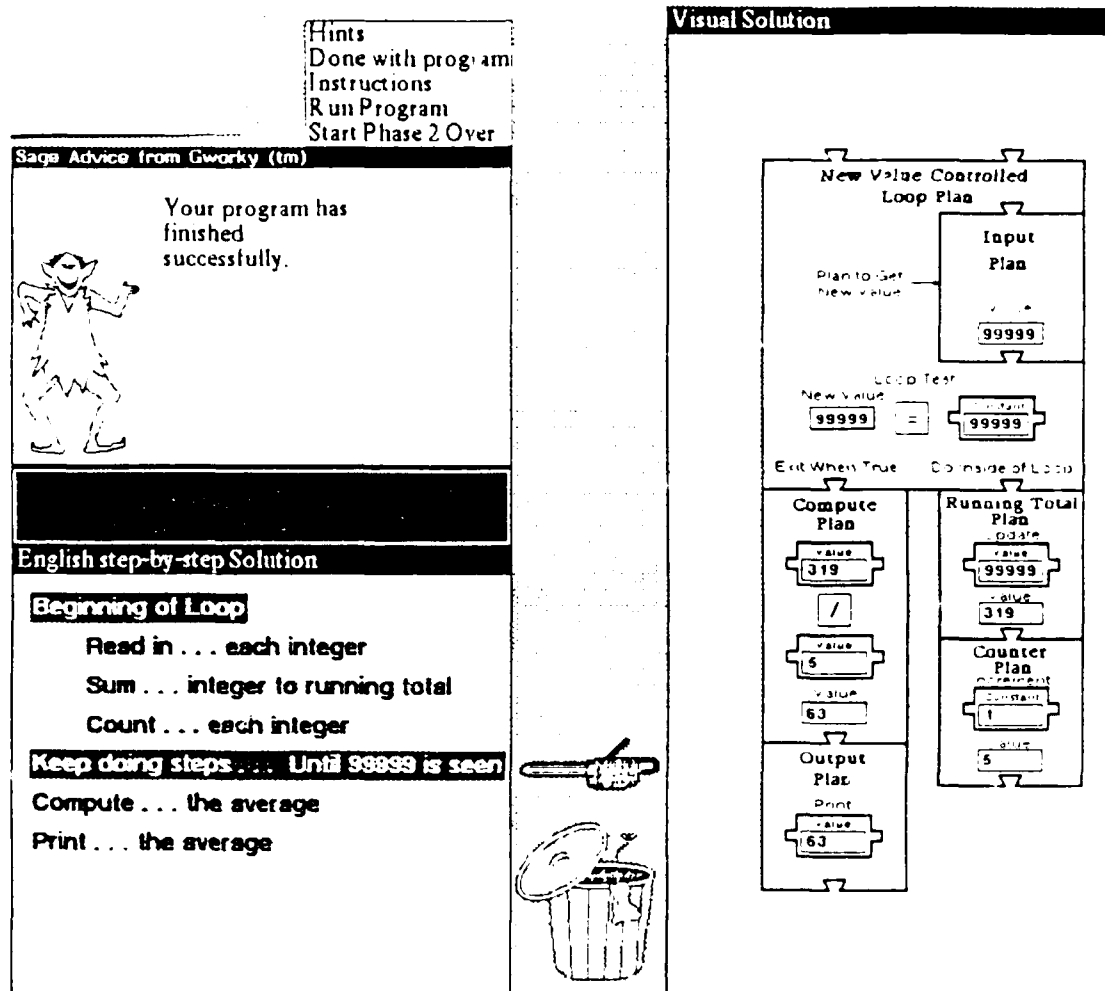 Hints
Done with program
Instructions
Run Program
Start Phase 2 Over
Sage Advice from Gworky (tm)
Your program has
finished
successfully.
English step-by-step Solution
Beginning of Loop
Read in . . . each integer
Sum . . . integer to running total
Count . . . each integer
Keep doing steps . . . . Until 99999 is seen
Compute . . . the average
Print . . . the average
Visual Solution
New Value Controlled
Loop Plan
Input
Plan
Plan to Get
New Value
99999
Loop Test
New Value
99999
=
Constant
99999
Exit When True
Do Inside of Loop
Compute
Plan
Value
319
/
Value
5
Value
63
Output
Plan
Print
Value
63
Running Total
Plan
Update
Value
99999
Value
319
Counter
Plan
Increment
Constant
1
Value
5